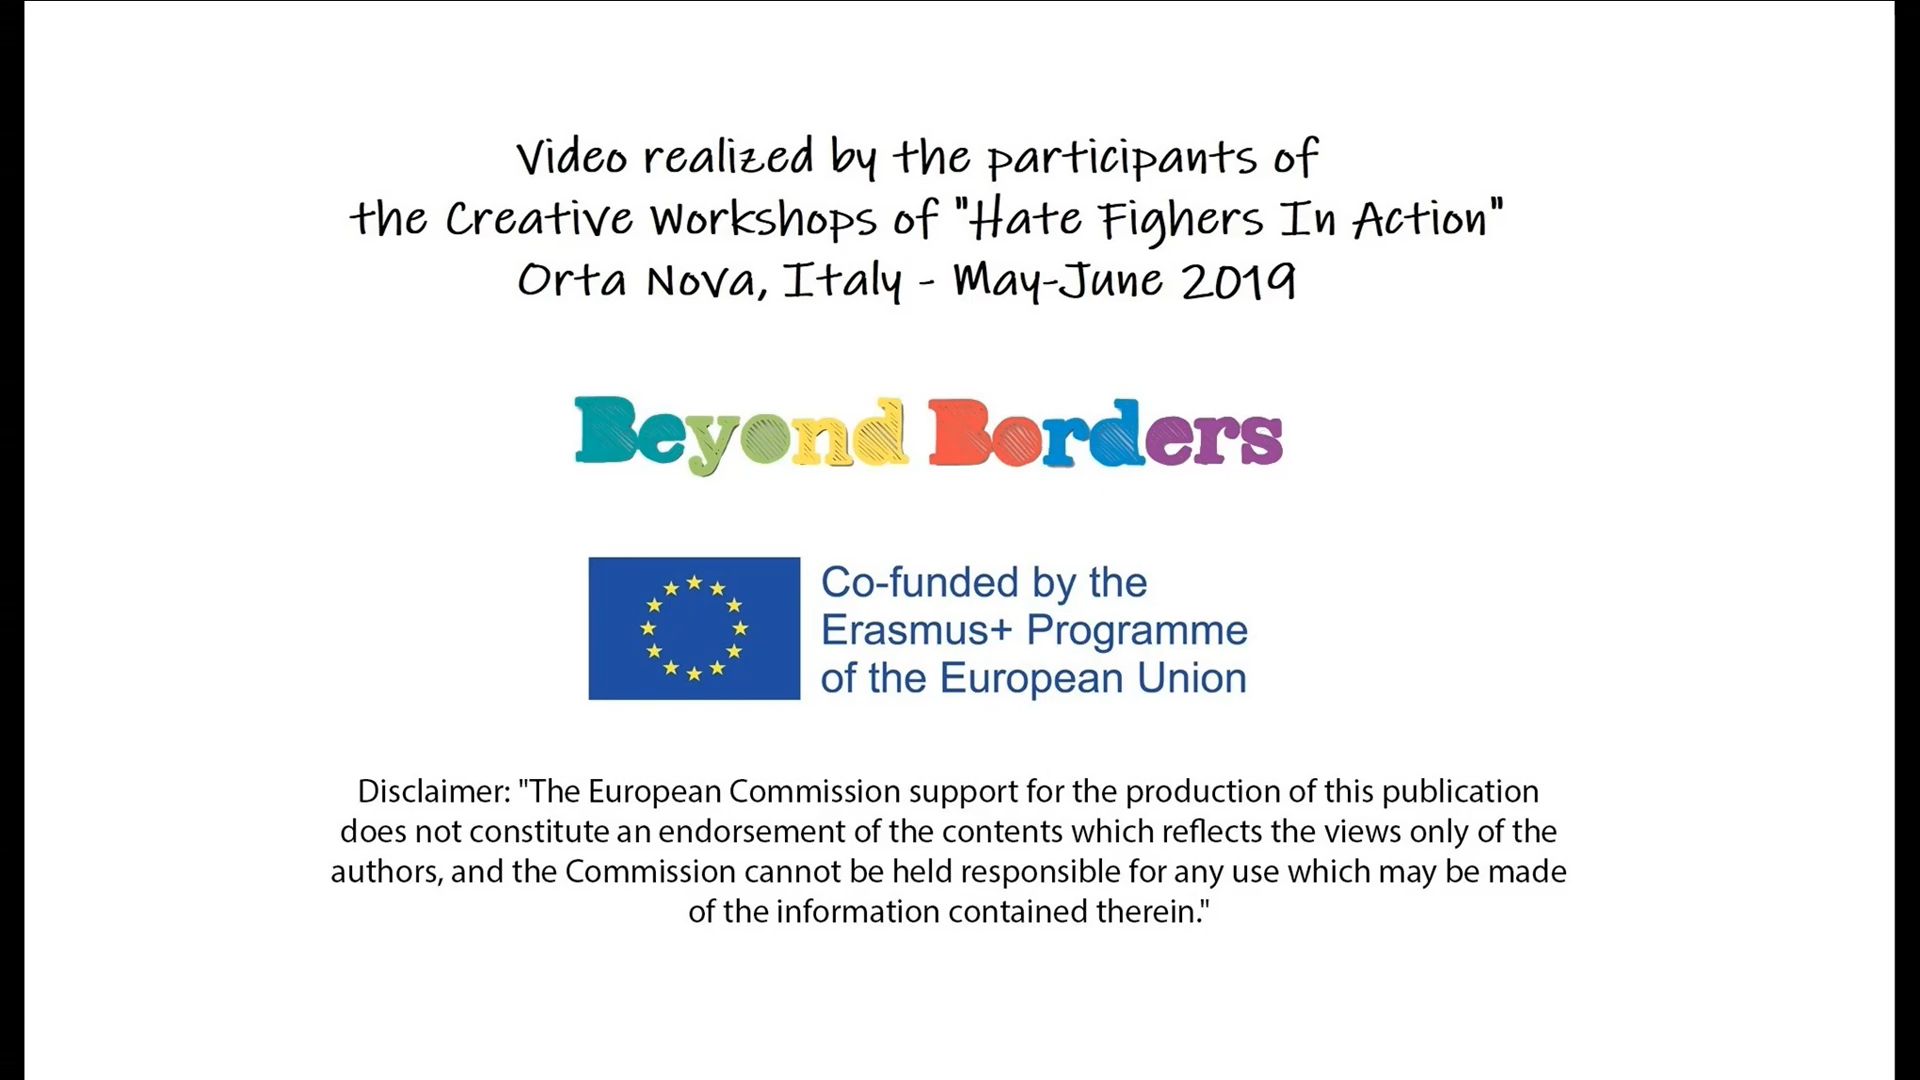 Video realized by the participants of
the Creative Workshops of "Hate Fighers In Action"
Orta Nova, Italy - May-June 2019
Beyond Borders
Co-funded by the
Erasmus+ Programme
of the European Union
Disclaimer: "The European Commission support for the production of this publication
does not constitute an endorsement of the contents which reflects the views only of the
authors, and the Commission cannot be held responsible for any use which may be made
of the information contained therein."